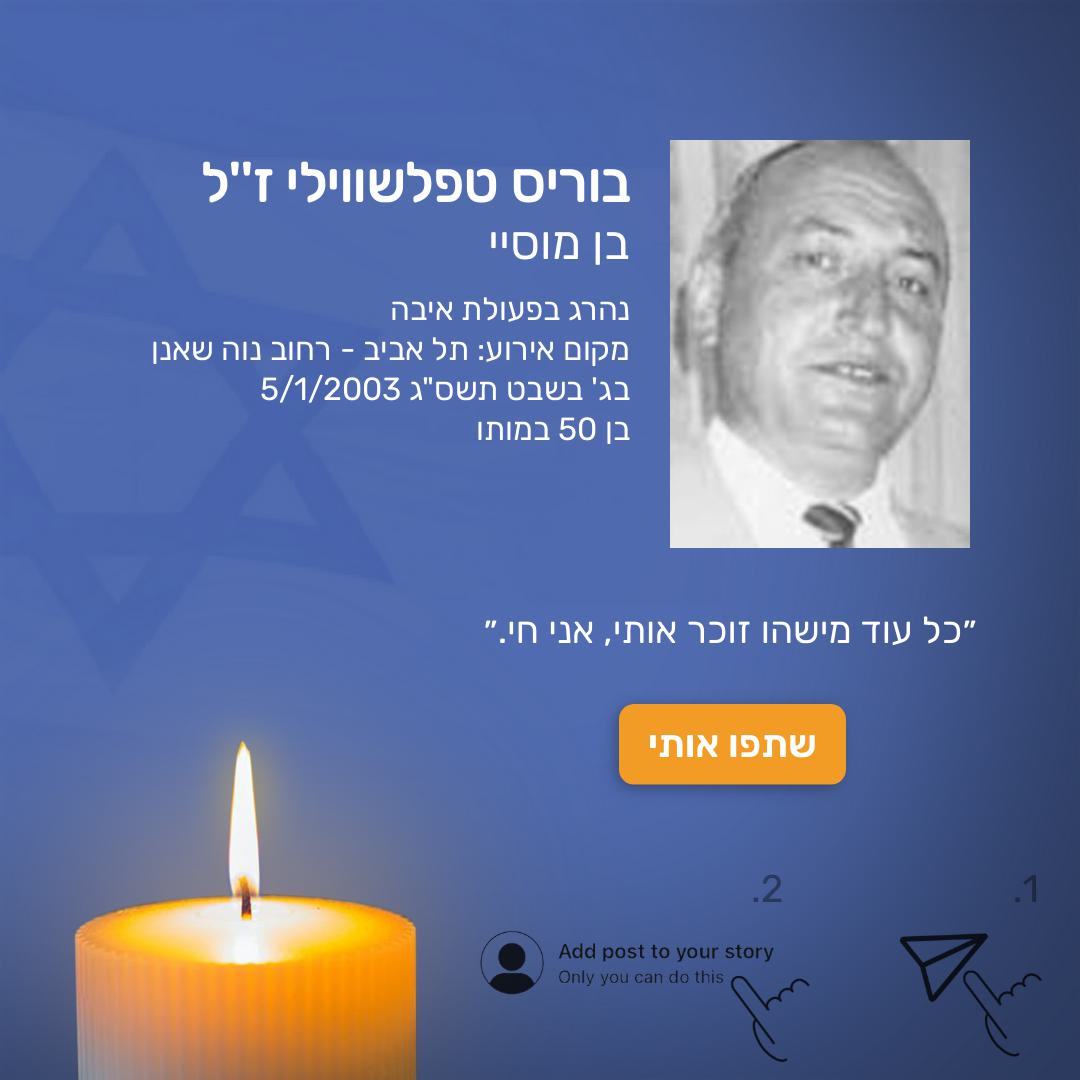 בוריס טפלשווילי ז''ל
בן מוסיי
נהרג בפעולת איבה
מקום אירוע: תל אביב - רחוב נוה שאנן
בג' בשבט תשס"ג 5/1/2003
בן 50 במותו
״כל עוד מישהו זוכר אותי, אני חי.״
שתפו אותי
1.
2.
Add post to your story
Only you can do this